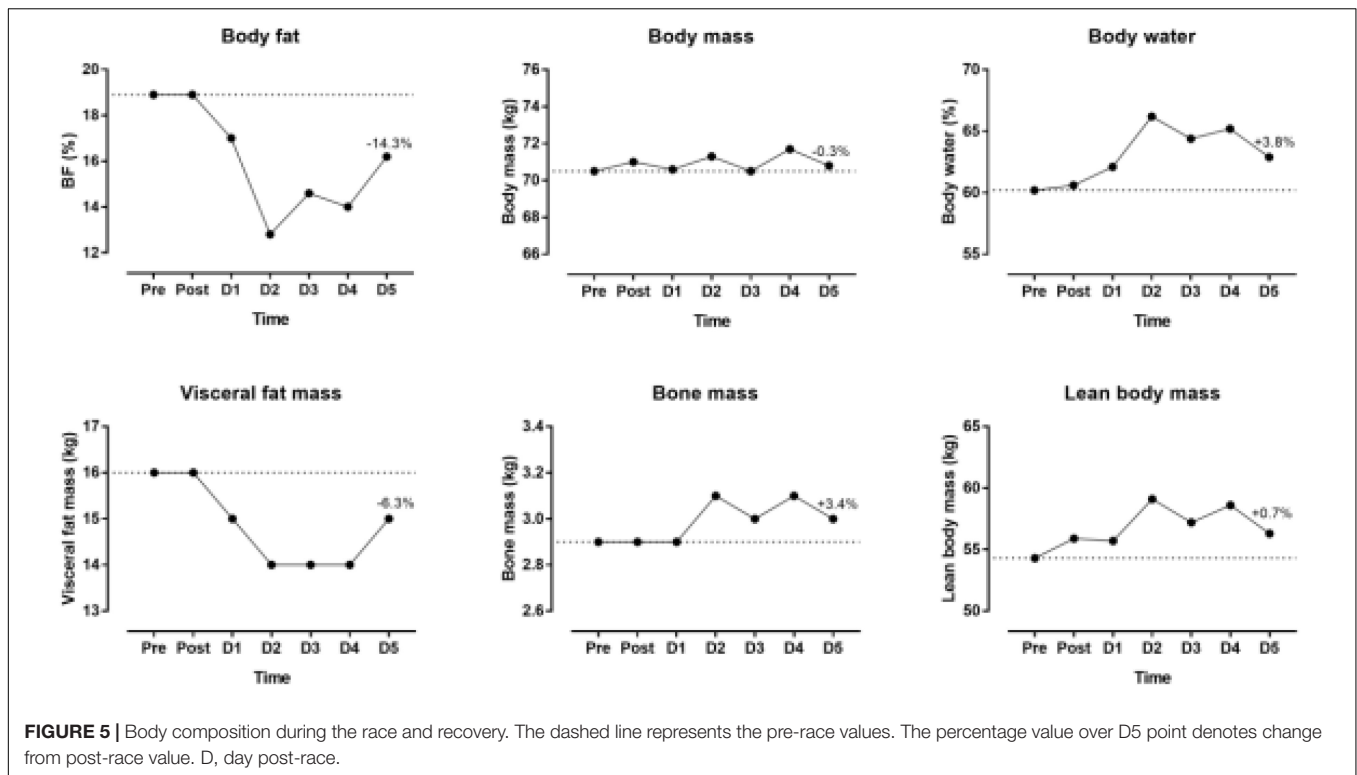 Body fat
BF (%)
20
18
16
14
12
-14.3%
Pre Post D1 D2 D3 D4 D5
Time
Body mass
Body mass (kg)
76
74
72
70
68
66
-0.3%
Pre Post D1 D2 D3 D4 D5
Time
Body water
Body water (%)
70
65
60
55
+3.8%
Pre Post D1 D2 D3 D4 D5
Time
Visceral fat mass
Visceral fat mass (kg)
17
16
15
14
13
-6.3%
Pre Post D1 D2 D3 D4 D5
Time
Bone mass
Bone mass (kg)
3.4
3.2
3.0
2.8
2.6
+3.4%
Pre Post D1 D2 D3 D4 D5
Time
Lean body mass
Lean body mass (kg)
65
60
55
50
+0.7%
Pre Post D1 D2 D3 D4 D5
Time
FIGURE 5 | Body composition during the race and recovery. The dashed line represents the pre-race values. The percentage value over D5 point denotes change
from post-race value. D, day post-race.